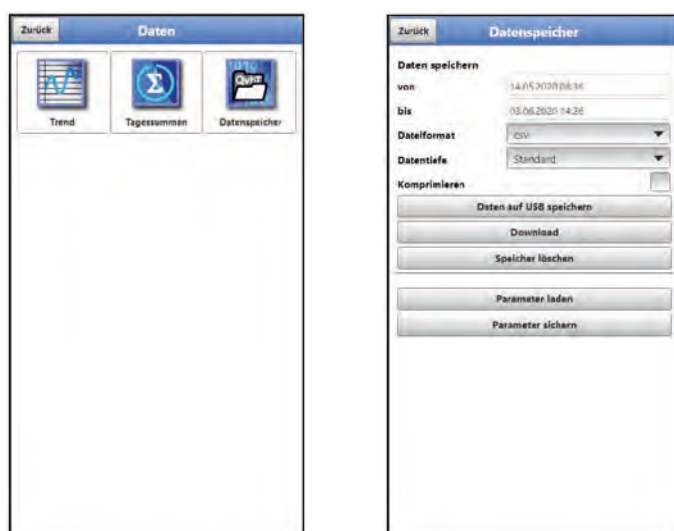 Zurück Daten
Trend Tagessummen Datenspeicher
Zurück Datenspeicher
Daten speichern
von 14.05.2020 08:36
bis 03.06.2020 14:26
Dateiformat csv
Datentiefe Standard
Komprimieren
Daten auf USB speichern
Download
Speicher löschen
Parameter laden
Parameter sichern